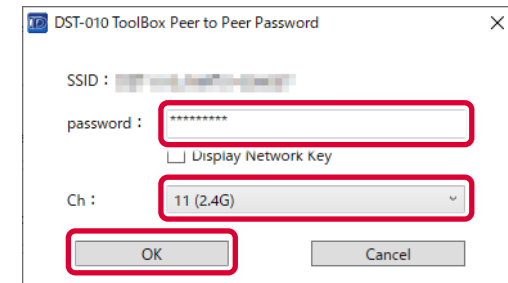 DST-010 ToolBox Peer to Peer Password
SSID：
password： *********
Display Network Key
Ch： 11 (2.4G)
OK Cancel